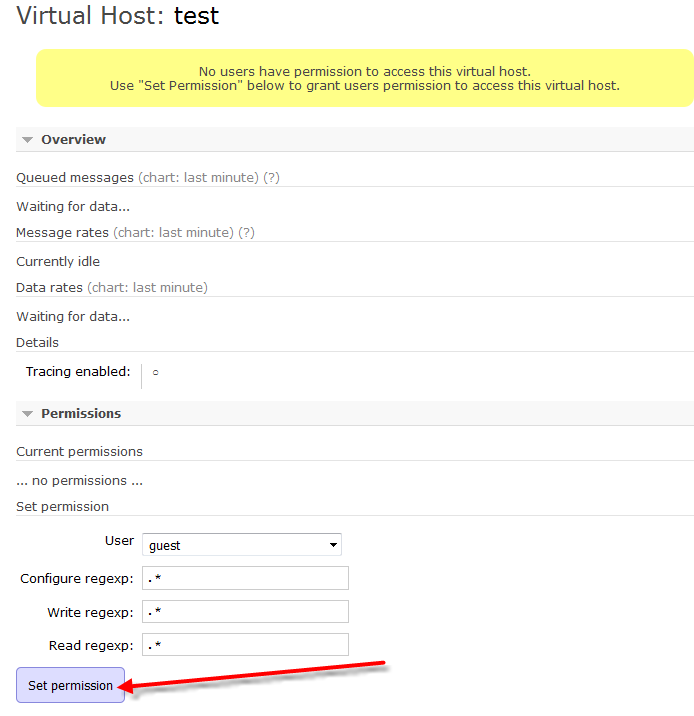 Virtual Host: test
No users have permission to access this virtual host.
Use "Set Permission" below to grant users permission to access this virtual host.
Overview
Queued messages (chart: last minute) (?)
Waiting for data...
Message rates (chart: last minute) (?)
Currently idle
Data rates (chart: last minute)
Waiting for data...
Details
Tracing enabled: ○
Permissions
Current permissions
... no permissions ...
Set permission
User guest
Configure regexp: .*
Write regexp: .*
Read regexp: .*
Set permission